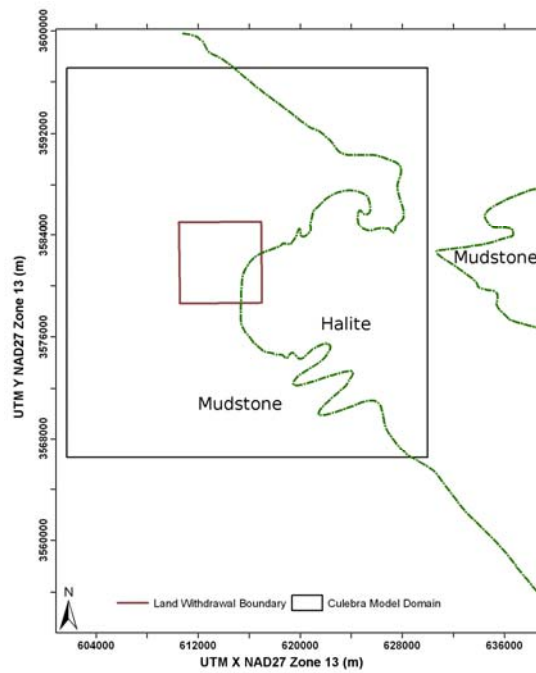 3600000
3592000
3584000
3576000
3568000
3560000
UTM Y NAD27 Zone 13 (m)
Mudstone
Halite
Mudstone
N
Land Withdrawal Boundary
Culebra Model Domain
604000
612000
620000
628000
636000
UTM X NAD27 Zone 13 (m)